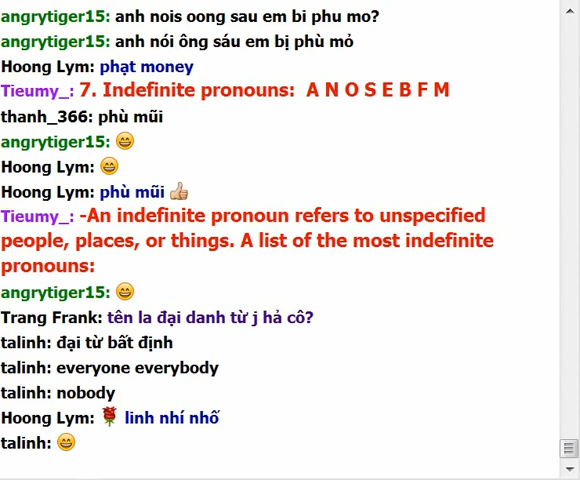 angrytiger15: anh nois oong sau em bi phu mo?
angrytiger15: anh nói ông sáu em bị phù mỏ
Hoong Lym: phạt money
Tieumy_: 7. Indefinite pronouns: A N O S E B F M
thanh_366: phù mũi
angrytiger15: 😄
Hoong Lym: 😄
Hoong Lym: phù mũi 👍
Tieumy_: -An indefinite pronoun refers to unspecified
people, places, or things. A list of the most indefinite
pronouns:
angrytiger15: 😄
Trang Frank: tên la đại danh từ j hả cô?
talinh: đại từ bất định
talinh: everyone everybody
talinh: nobody
Hoong Lym: 🌹 linh nhí nhố
talinh: 😄